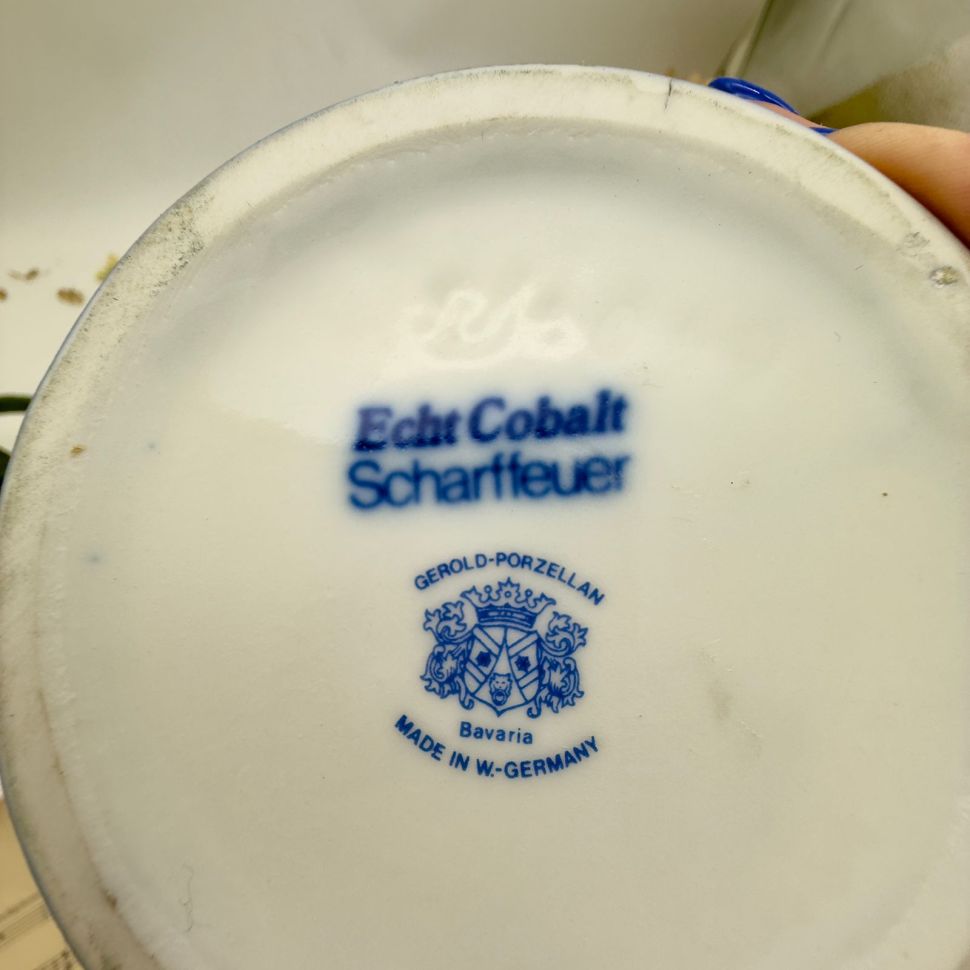 Echt Cobalt
Scharffeuer
GEROLD-PORZELLAN
Bavaria
MADE IN W.-GERMANY